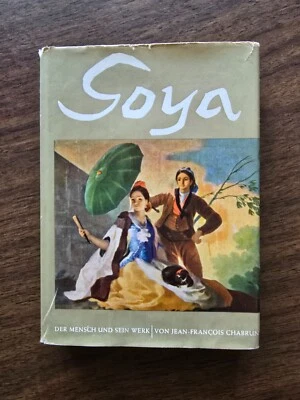 Goya
DER MENSCH UND SEIN WERK | VON JEAN-FRANÇOIS CHABRUN